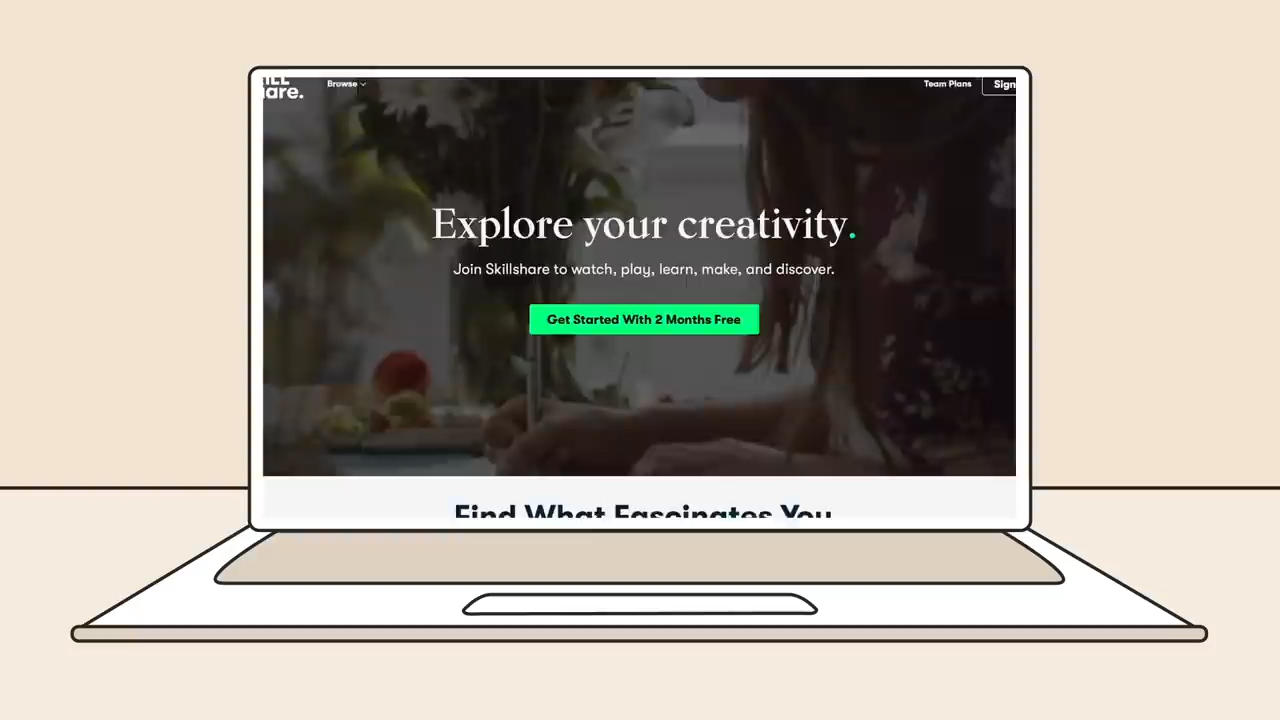 Browse
Team Plans
Sign
Explore your creativity.
Join Skillshare to watch, play, learn, make, and discover.
Get Started With 2 Months Free
Find What Fascinates You